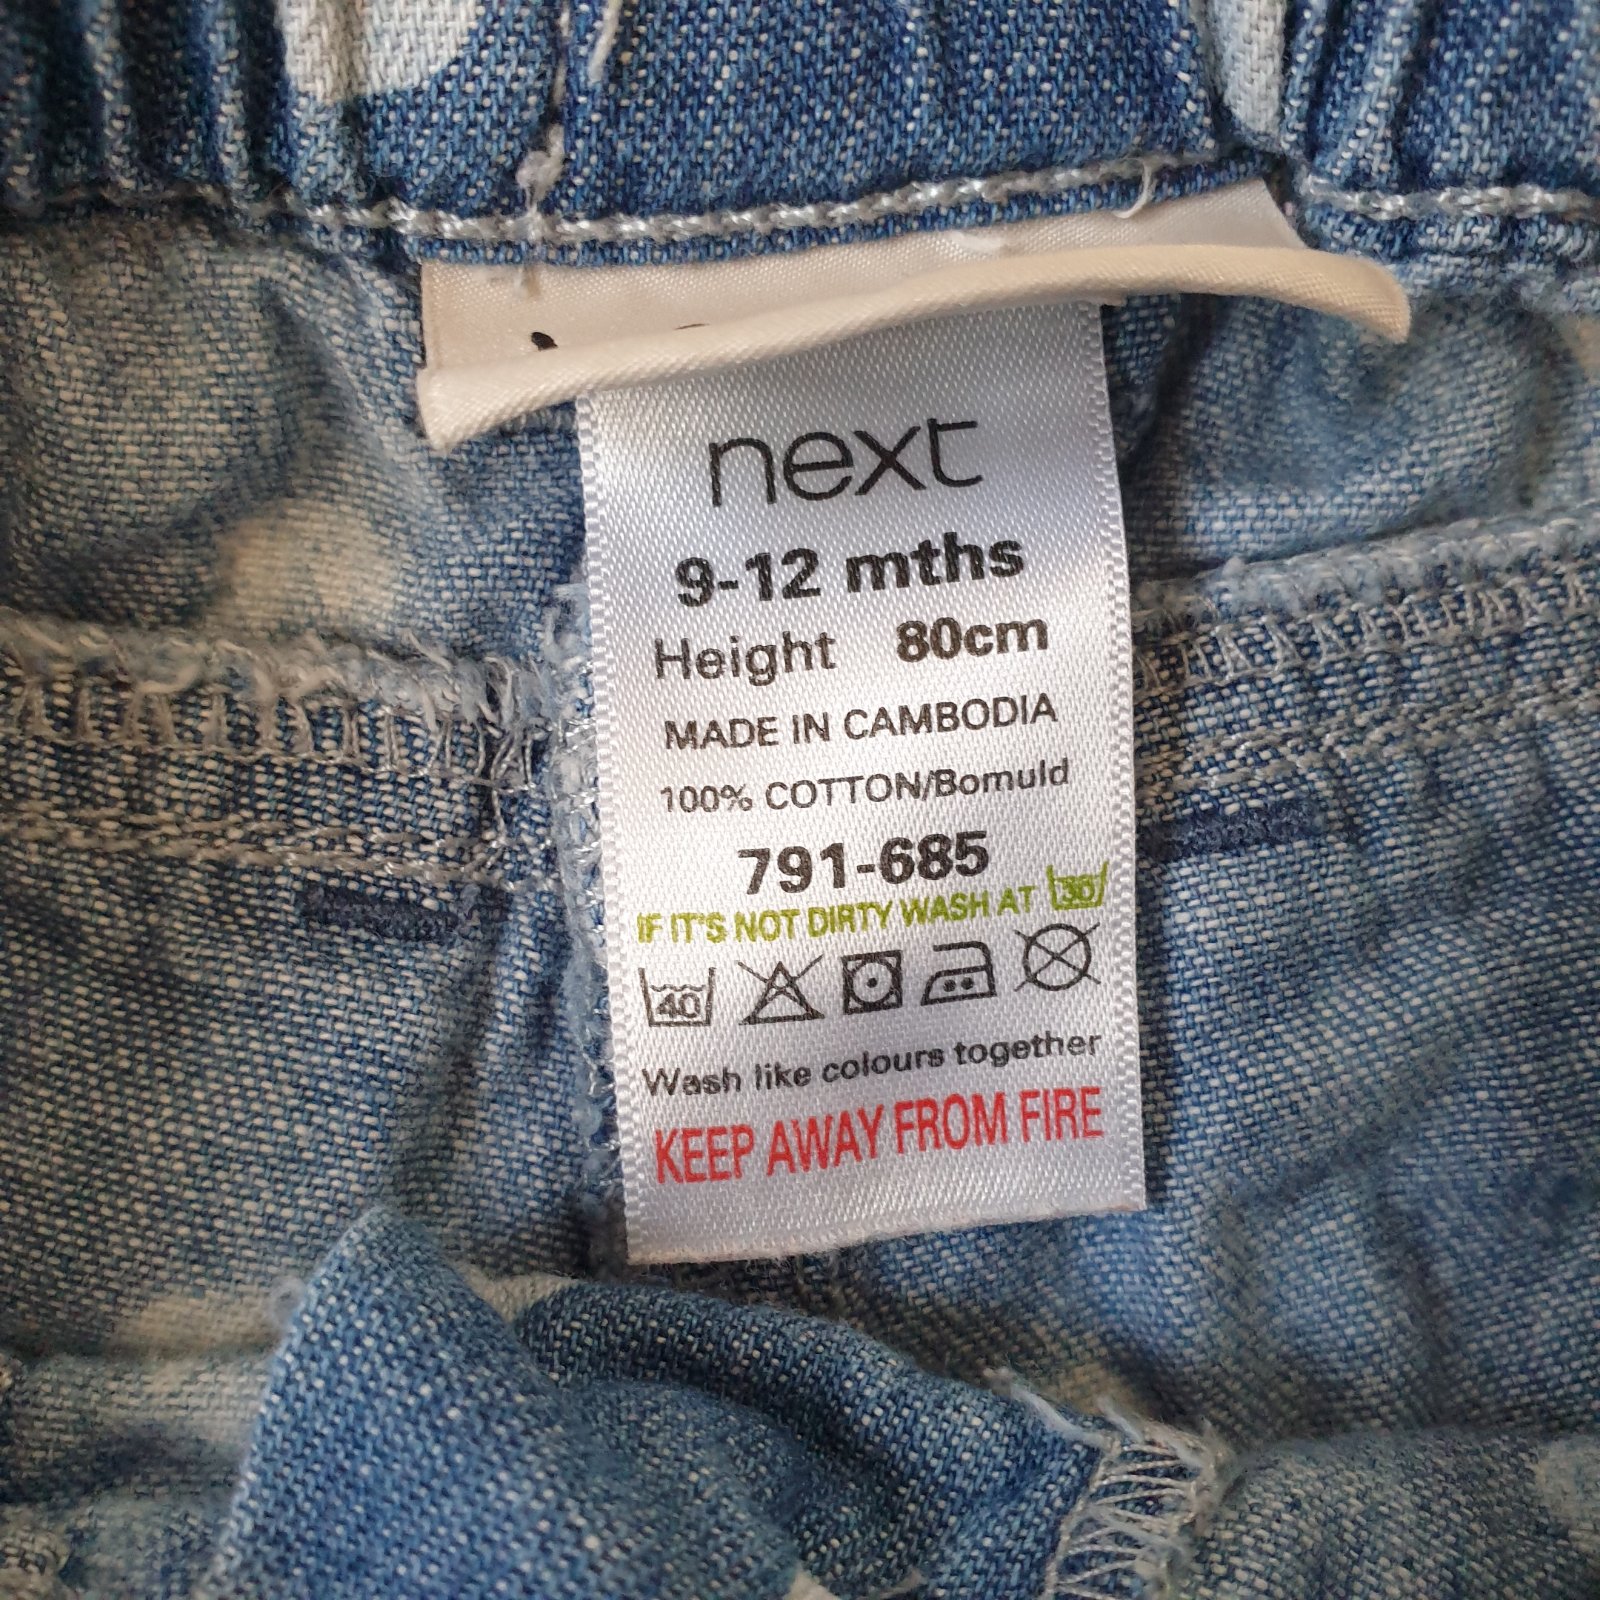 next
9-12 mths
Height 80cm
MADE IN CAMBODIA
100% COTTON/Bomuld
791-685
IF IT'S NOT DIRTY WASH AT 30
40
Wash like colours together
KEEP AWAY FROM FIRE